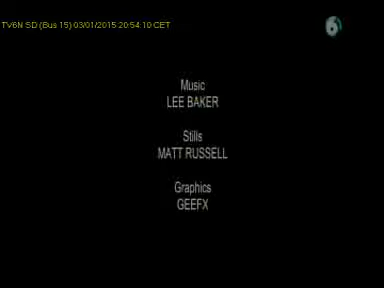 TV6N SD (Bus 15) 03/01/2015 20:54:10 CET
6
Music
LEE BAKER
Stills
MATT RUSSELL
Graphics
GEEFX